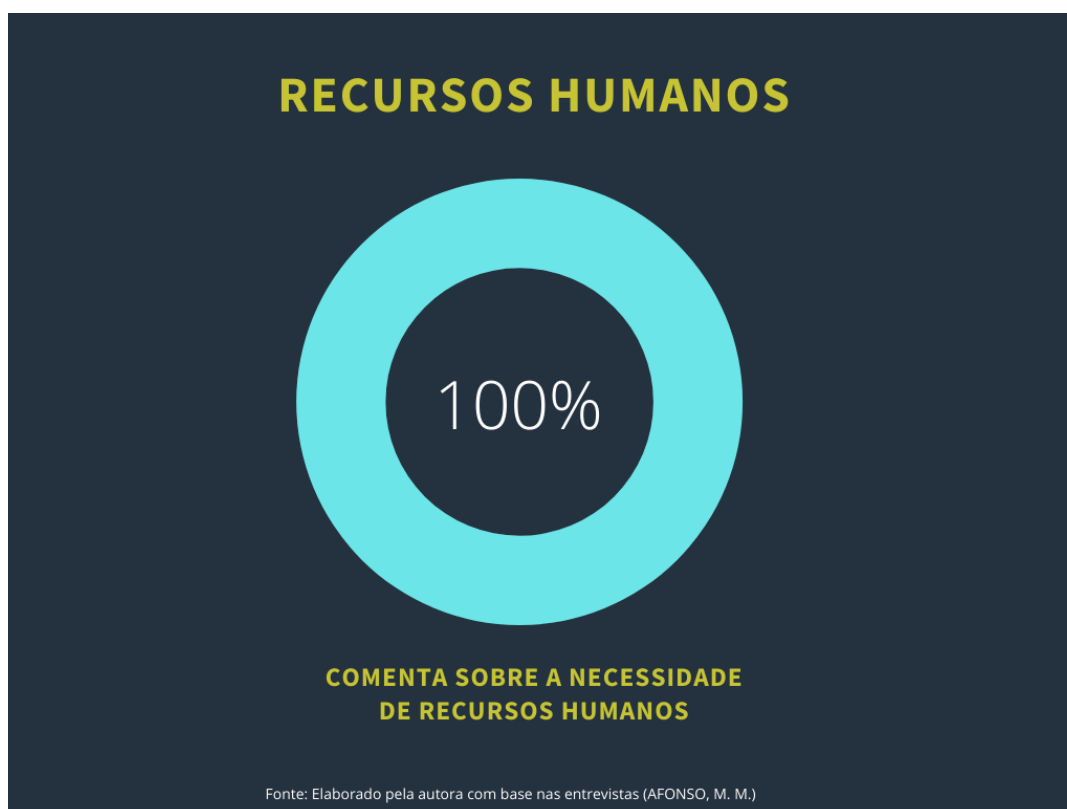 RECURSOS HUMANOS
100%
COMENTA SOBRE A NECESSIDADE
DE RECURSOS HUMANOS
Fonte: Elaborado pela autora com base nas entrevistas (AFONSO, M. M.)